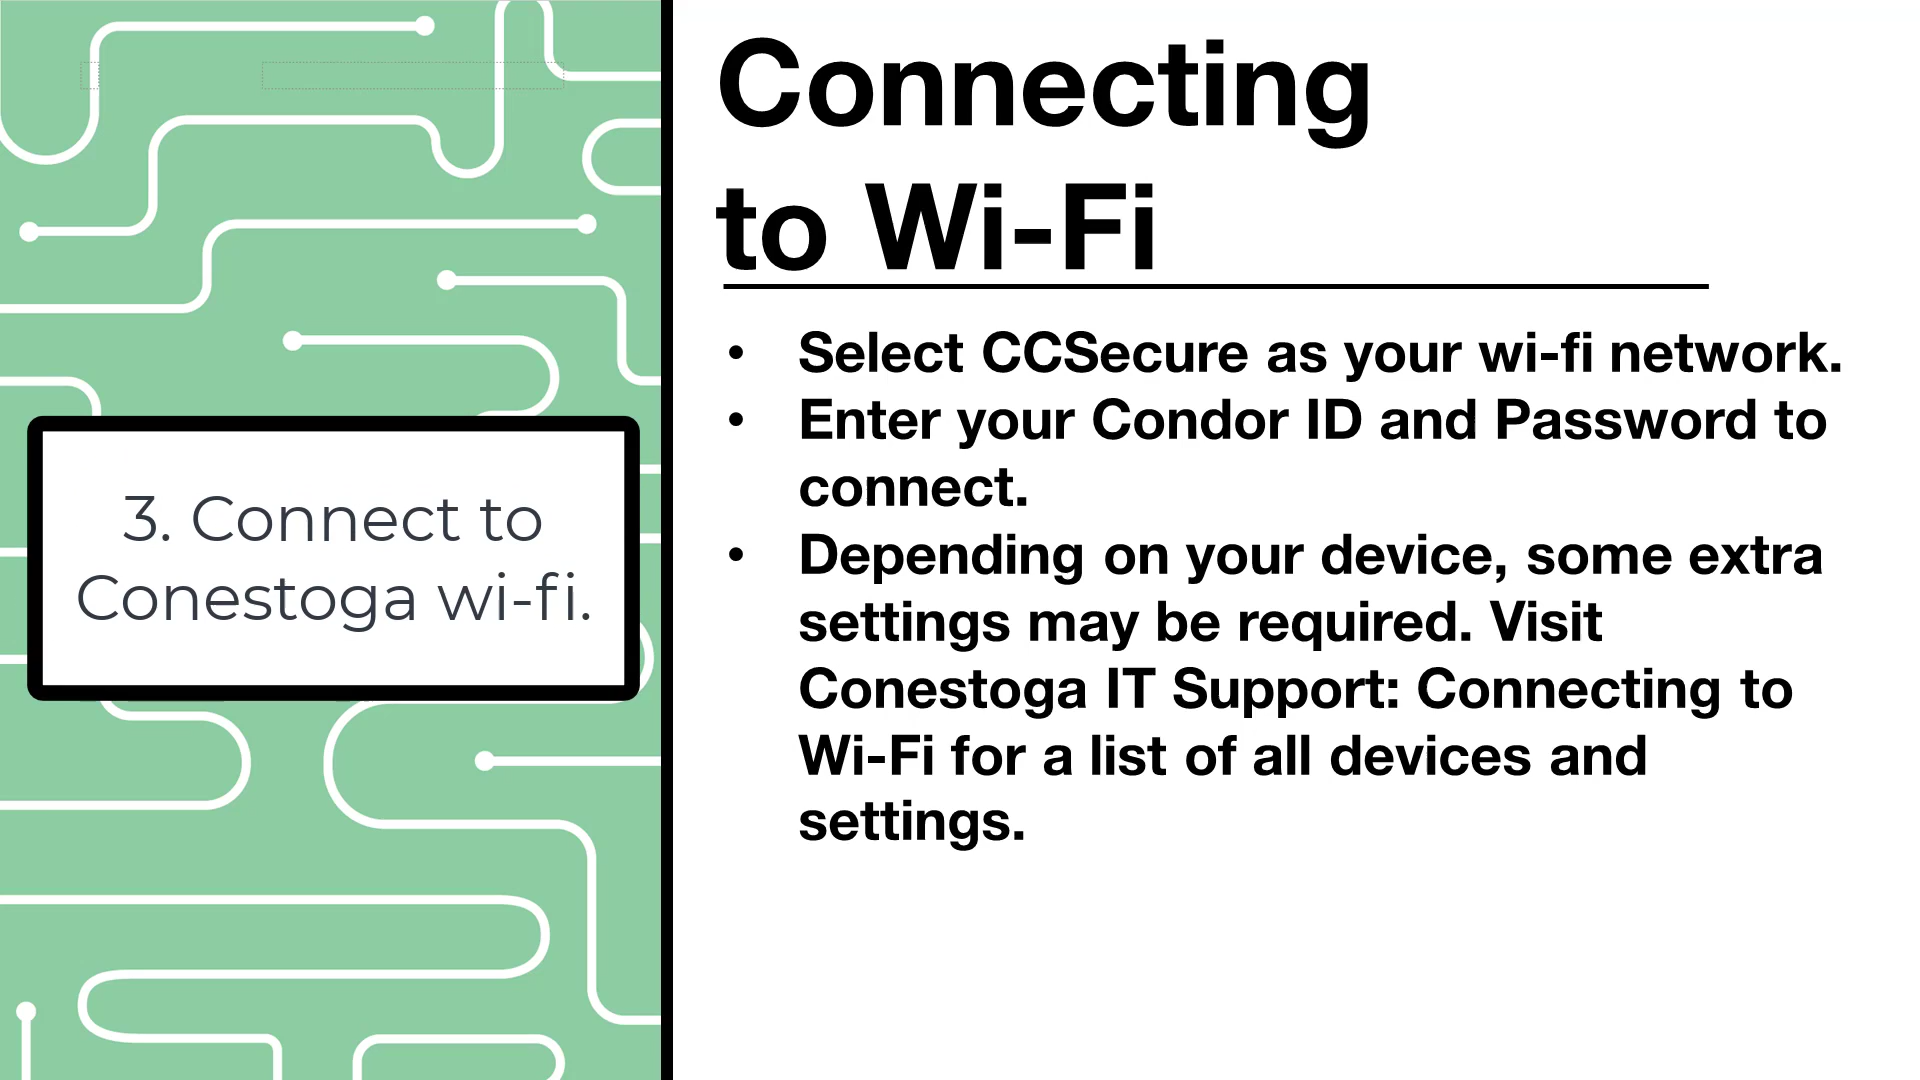 3. Connect to
Conestoga wi-fi.
Connecting
to Wi-Fi
• Select CCSecure as your wi-fi network.
• Enter your Condor ID and Password to
connect.
• Depending on your device, some extra
settings may be required. Visit
Conestoga IT Support: Connecting to
Wi-Fi for a list of all devices and
settings.